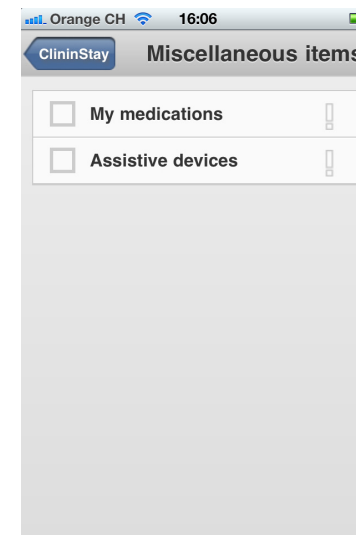 Orange CH 16:06
ClininStay Miscellaneous items
My medications
Assistive devices